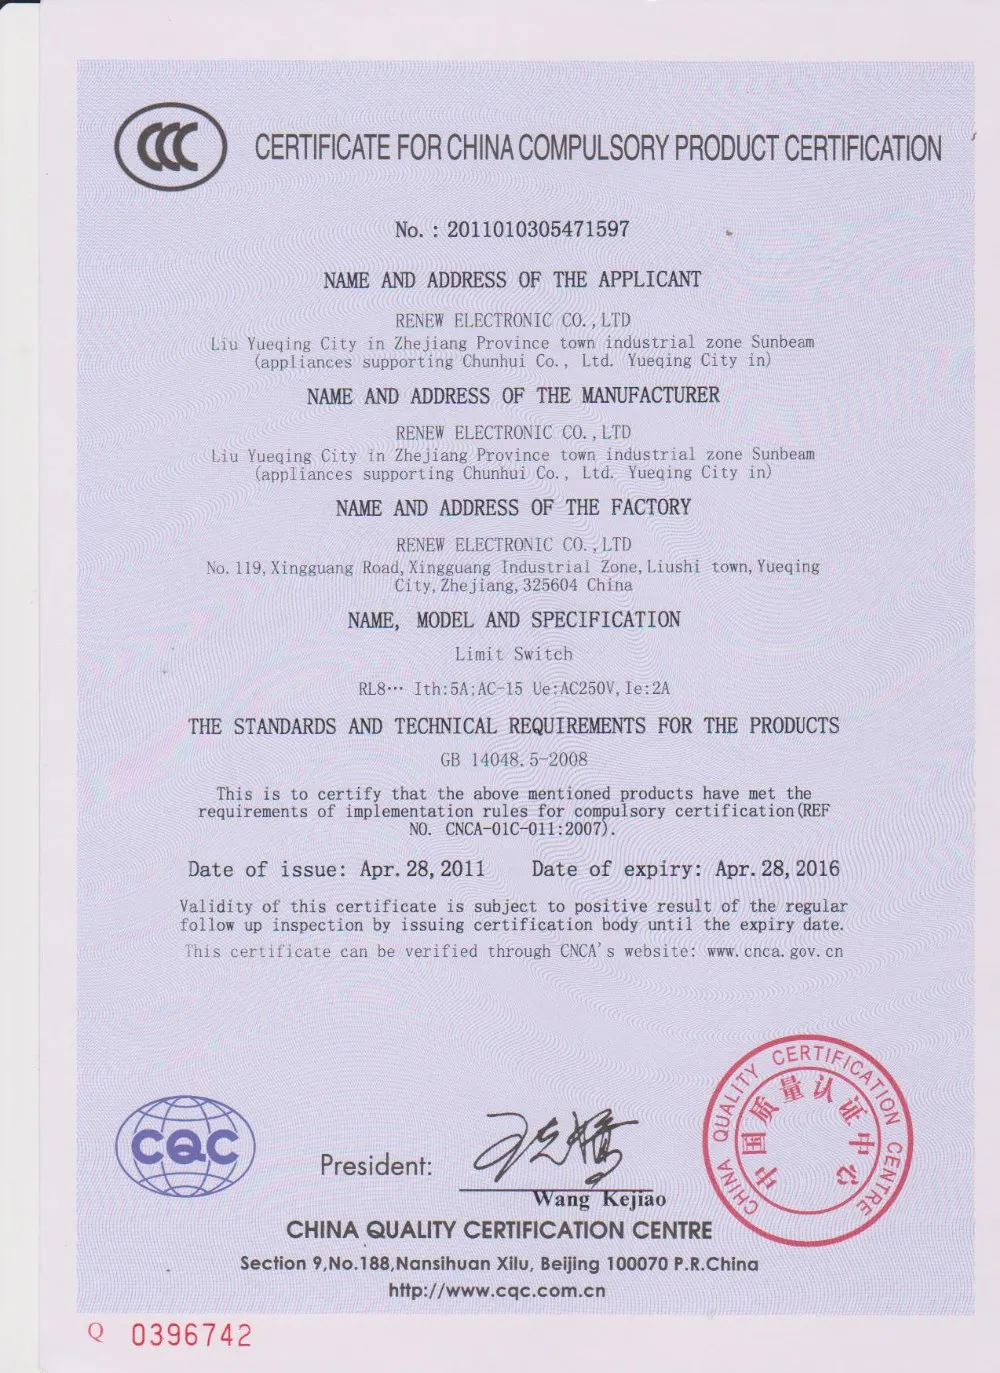 CCC
CERTIFICATE FOR CHINA COMPULSORY PRODUCT CERTIFICATION
No. : 2011010305471597
NAME AND ADDRESS OF THE APPLICANT
RENEW ELECTRONIC CO.,LTD
Liu Yueqing City in Zhejiang Province town industrial zone Sunbeam
(appliances supporting Chunhui Co., Ltd. Yueqing City in)
NAME AND ADDRESS OF THE MANUFACTURER
RENEW ELECTRONIC CO.,LTD
Liu Yueqing City in Zhejiang Province town industrial zone Sunbeam
(appliances supporting Chunhui Co., Ltd. Yueqing City in)
NAME AND ADDRESS OF THE FACTORY
RENEW ELECTRONIC CO.,LTD
No.119,Xingguang Road,Xingguang Industrial Zone,Liushi town,Yueqing
City,Zhejiang,325604 China
NAME, MODEL AND SPECIFICATION
Limit Switch
RL8··· Ith:5A;AC-15 Ue:AC250V,Ie:2A
THE STANDARDS AND TECHNICAL REQUIREMENTS FOR THE PRODUCTS
GB 14048.5-2008
This is to certify that the above mentioned products have met the
requirements of implementation rules for compulsory certification(REF
NO. CNCA-01C-011:2007).
Date of issue: Apr.28,2011 Date of expiry: Apr.28,2016
Validity of this certificate is subject to positive result of the regular
follow up inspection by issuing certification body until the expiry date.
This certificate can be verified through CNCA's website: www.cnca.gov.cn
CQC
President:
王克娇
Wang Kejiao
CHINA QUALITY CERTIFICATION CENTRE
中国质量认证中心
CHINA QUALITY CERTIFICATION CENTRE
Section 9,No.188,Nansihuan Xilu, Beijing 100070 P.R.China
http://www.cqc.com.cn
Q 0396742